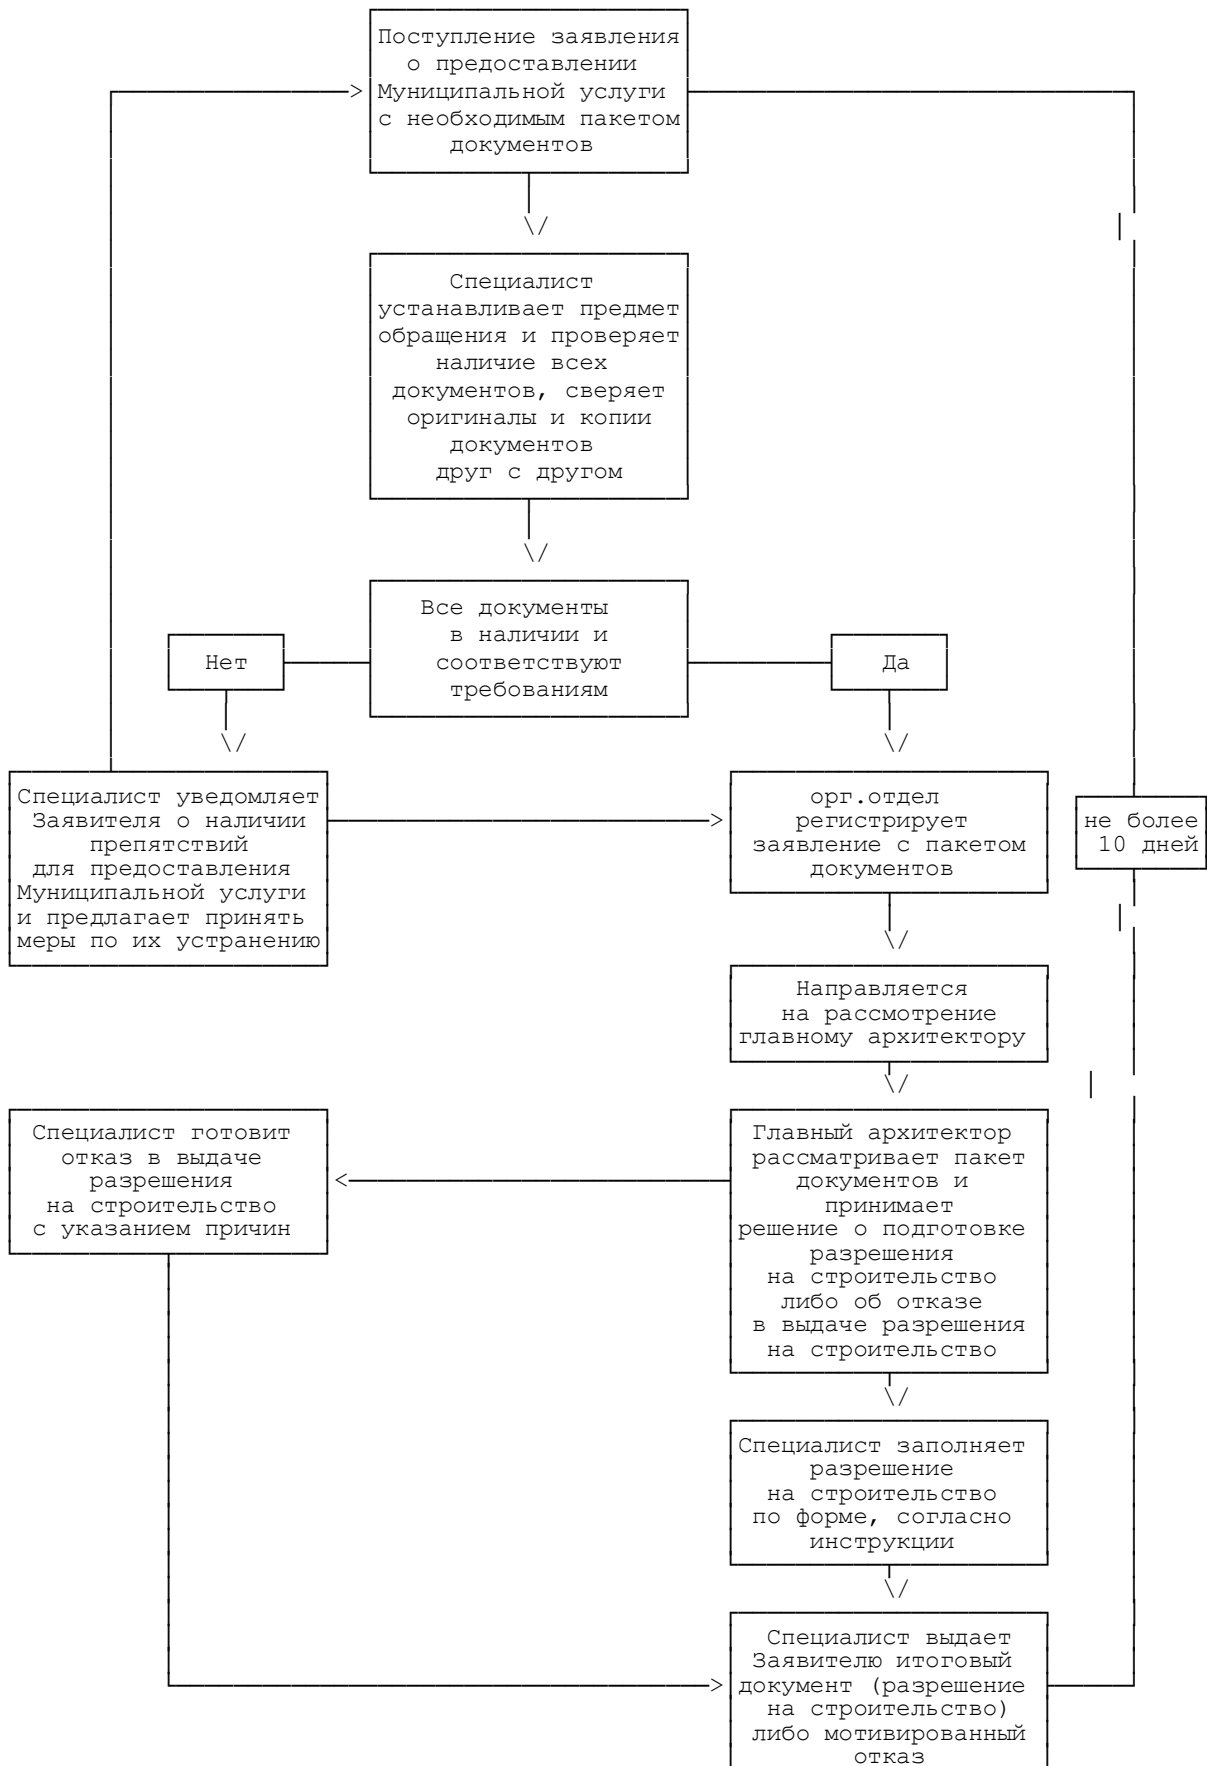 Поступление заявления
о предоставлении
Муниципальной услуги
с необходимым пакетом
документов
Специалист
устанавливает предмет
обращения и проверяет
наличие всех
документов, сверяет
оригиналы и копии
документов
друг с другом
Все документы
в наличии и
соответствуют
требованиям
Нет
Да
Специалист уведомляет
Заявителя о наличии
препятствий
для предоставления
Муниципальной услуги
и предлагает принять
меры по их устранению
орг.отдел
регистрирует
заявление с пакетом
документов
не более
10 дней
Направляется
на рассмотрение
главному архитектору
Специалист готовит
отказ в выдаче
разрешения
на строительство
с указанием причин
Главный архитектор
рассматривает пакет
документов и
принимает
решение о подготовке
разрешения
на строительство
либо об отказе
в выдаче разрешения
на строительство
Специалист заполняет
разрешение
на строительство
по форме, согласно
инструкции
Специалист выдает
Заявителю итоговый
документ (разрешение
на строительство)
либо мотивированный
отказ